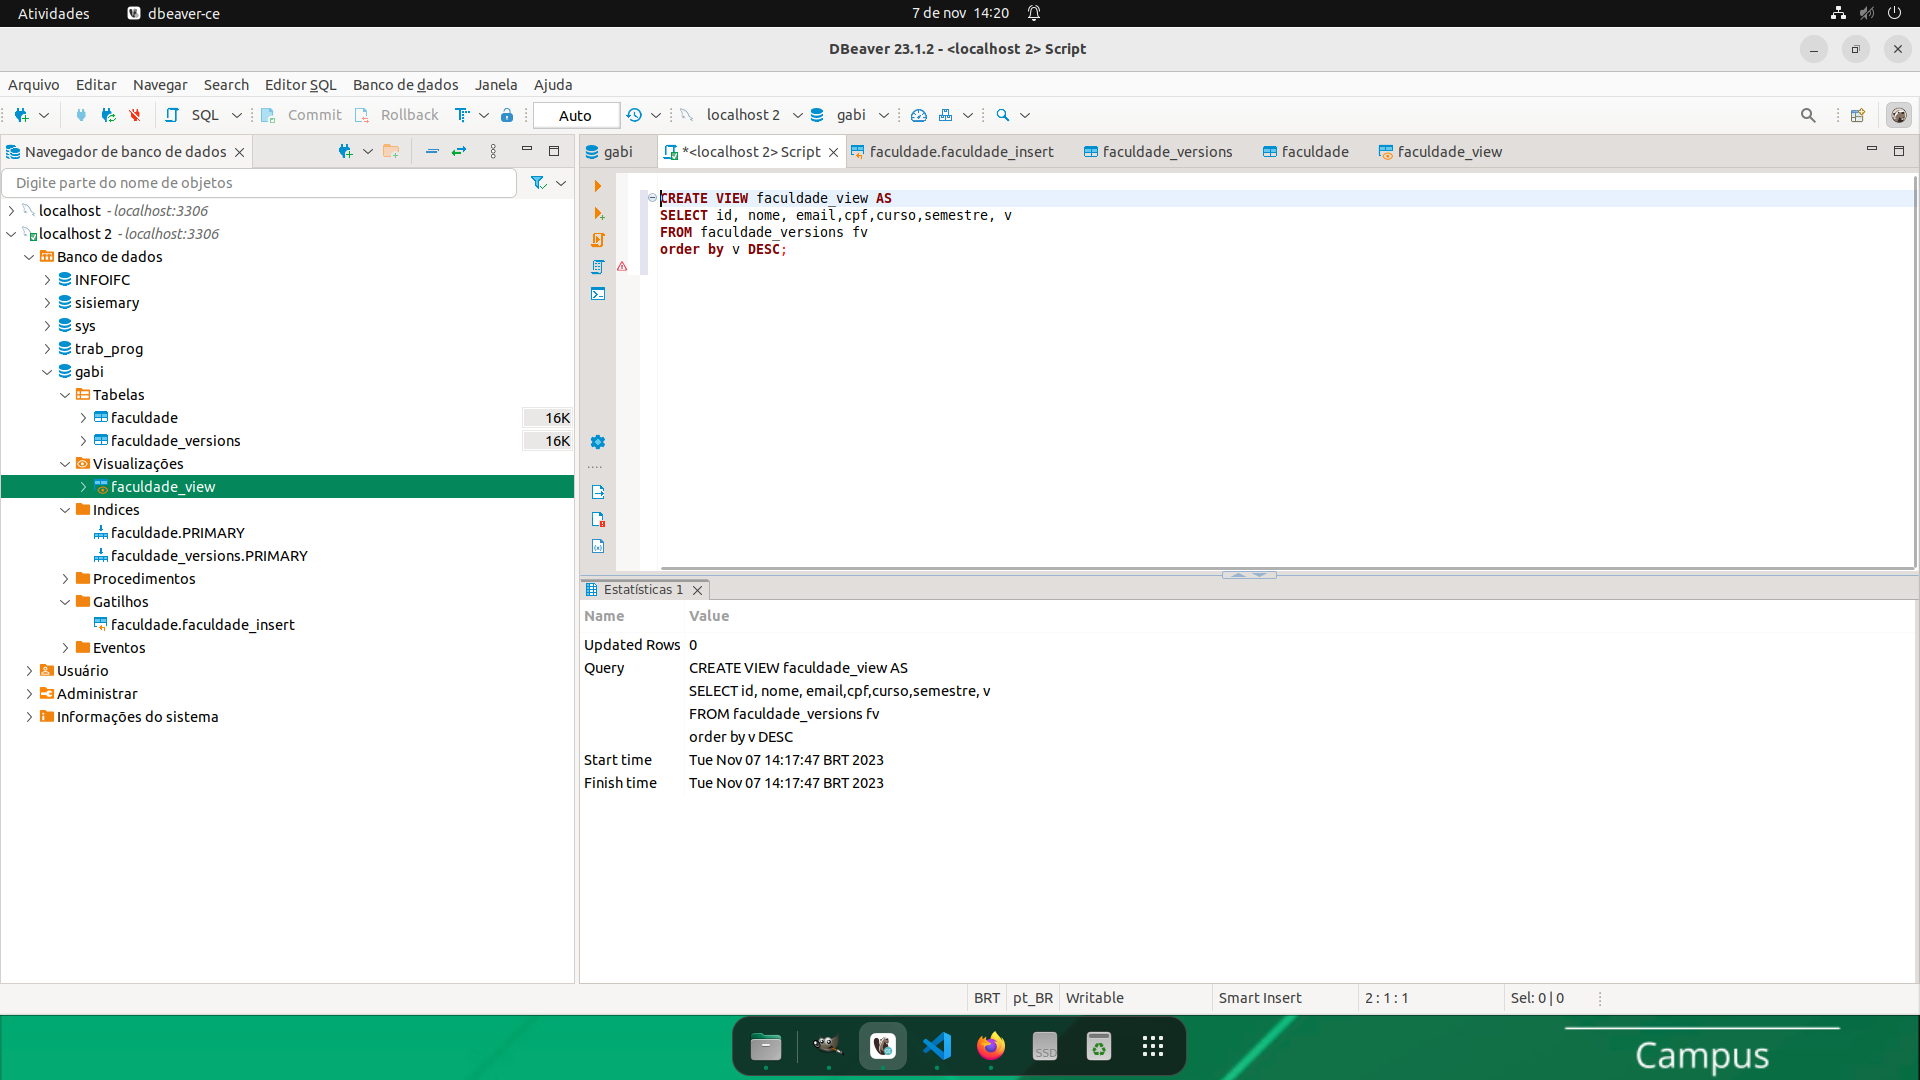 Atividades
dbeaver-ce
7 de nov 14:20
DBeaver 23.1.2 - <localhost 2> Script
Arquivo Editar Navegar Search Editor SQL Banco de dados Janela Ajuda
SQL Commit Rollback Auto localhost 2 gabi
Navegador de banco de dados
Digite parte do nome de objetos
localhost - localhost:3306
localhost 2 - localhost:3306
Banco de dados
INFOIFC
sisiemary
sys
trab_prog
gabi
Tabelas
faculdade 16K
faculdade_versions 16K
Visualizações
faculdade_view
Indices
faculdade.PRIMARY
faculdade_versions.PRIMARY
Procedimentos
Gatilhos
faculdade.faculdade_insert
Eventos
Usuário
Administrar
Informações do sistema
gabi *<localhost 2> Script faculdade.faculdade_insert faculdade_versions faculdade faculdade_view
CREATE VIEW faculdade_view AS
SELECT id, nome, email,cpf,curso,semestre, v
FROM faculdade_versions fv
order by v DESC;
Estatísticas 1
Name Value
Updated Rows 0
Query CREATE VIEW faculdade_view AS
SELECT id, nome, email,cpf,curso,semestre, v
FROM faculdade_versions fv
order by v DESC
Start time Tue Nov 07 14:17:47 BRT 2023
Finish time Tue Nov 07 14:17:47 BRT 2023
BRT pt_BR Writable Smart Insert 2 : 1 : 1 Sel: 0 | 0
SSD
Campus